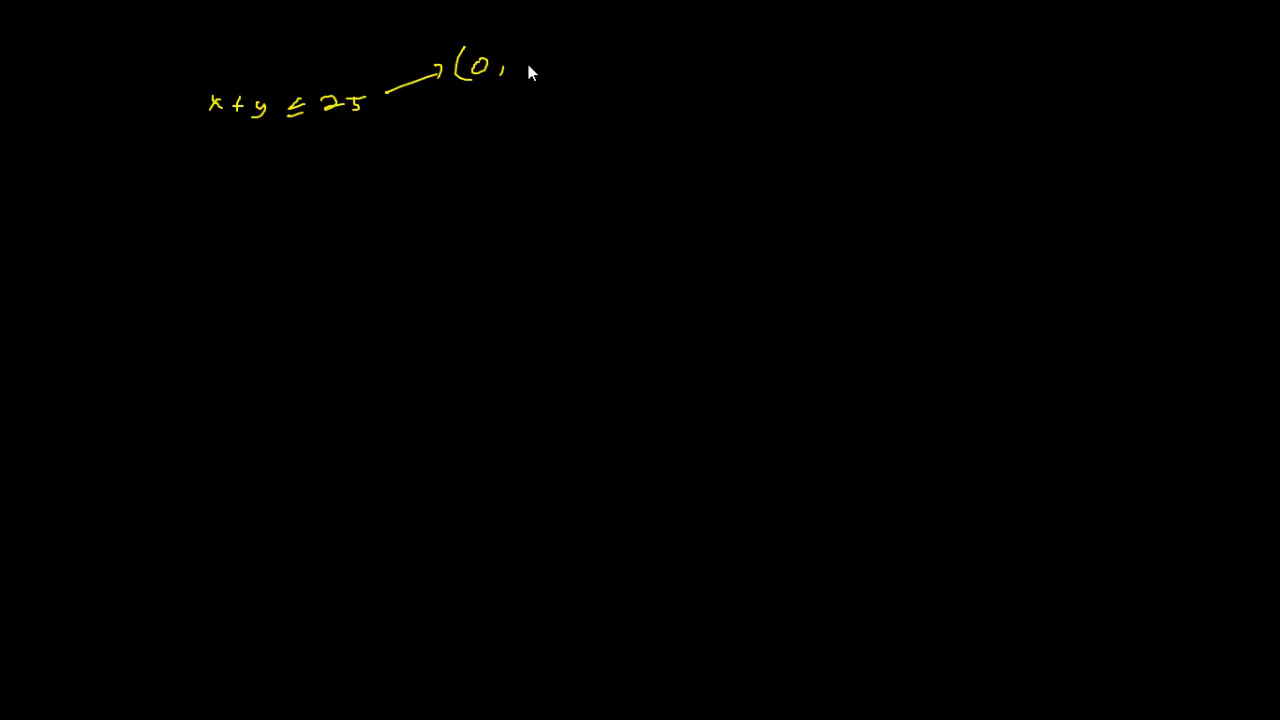 x + y ≤ 25 → (0 ,